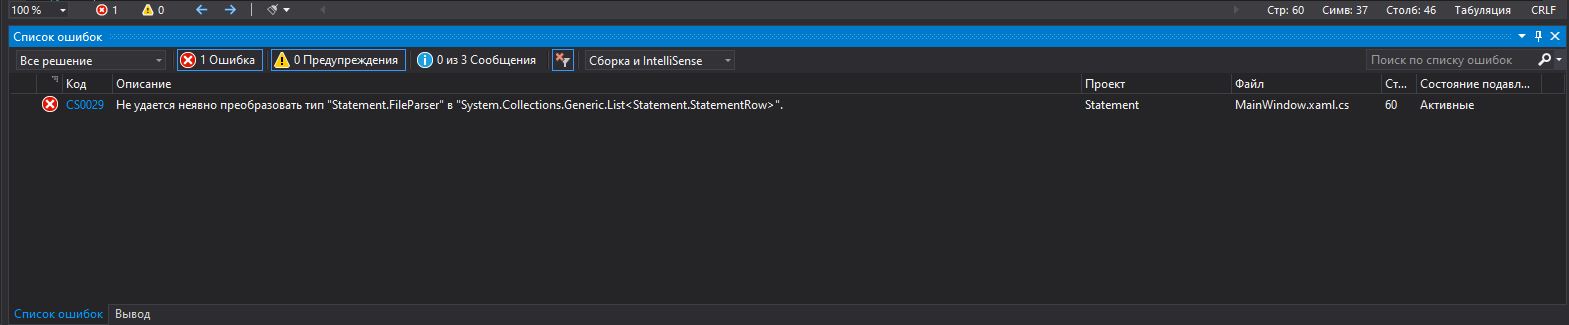 100 % 1 0 Стр: 60 Симв: 37 Столб: 46 Табуляция CRLF
Список ошибок
Все решение 1 Ошибка 0 Предупреждения 0 из 3 Сообщения Сборка и IntelliSense Поиск по списку ошибок
Код Описание Проект Файл Ст... Состояние подавл...
CS0029 Не удается неявно преобразовать тип "Statement.FileParser" в "System.Collections.Generic.List<Statement.StatementRow>". Statement MainWindow.xaml.cs 60 Активные
Список ошибок Вывод